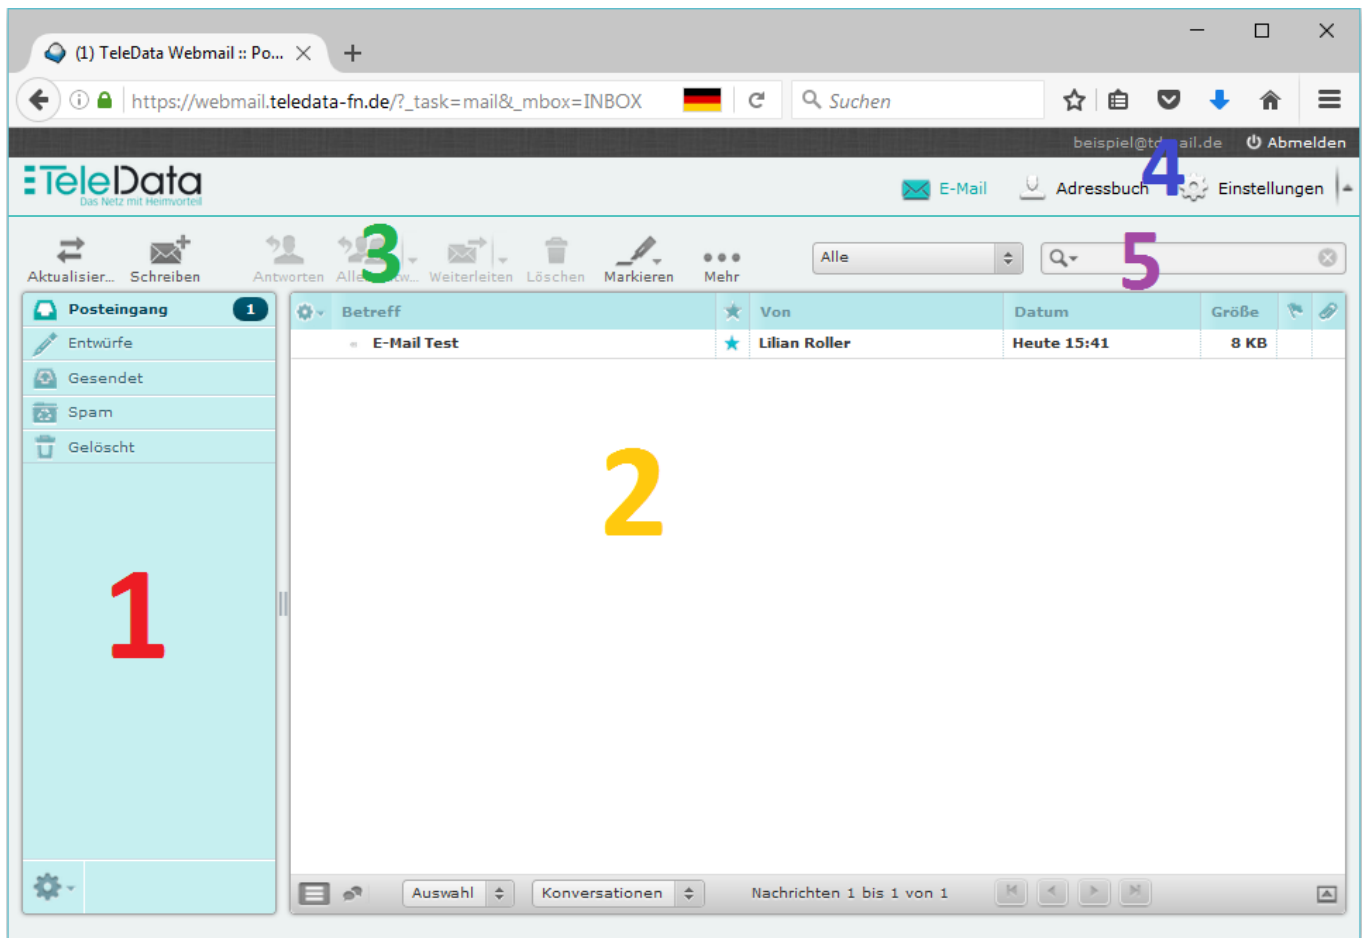 (1) TeleData Webmail :: Po...
https://webmail.teledata-fn.de/?_task=mail&_mbox=INBOX
Suchen
Abmelden
TeleData
Das Netz mit Heimvorteil
E-Mail Adressbuch 4 Einstellungen
3 5
Aktualisier... Schreiben Antworten Weiterleiten Löschen Markieren Mehr Alle
Posteingang 1 Betreff Von Datum Größe
Entwürfe « E-Mail Test Lilian Roller Heute 15:41 8 KB
Gesendet
Spam
Gelöscht
2
1
Auswahl Konversationen Nachrichten 1 bis 1 von 1